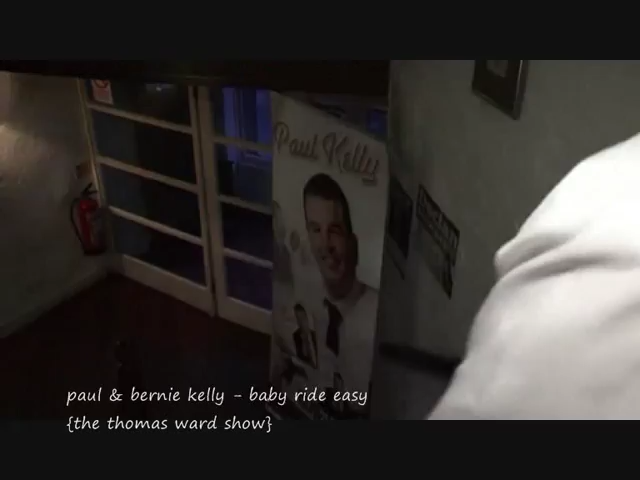 Paul Kelly
paul & bernie kelly - baby ride easy
{the thomas ward show}